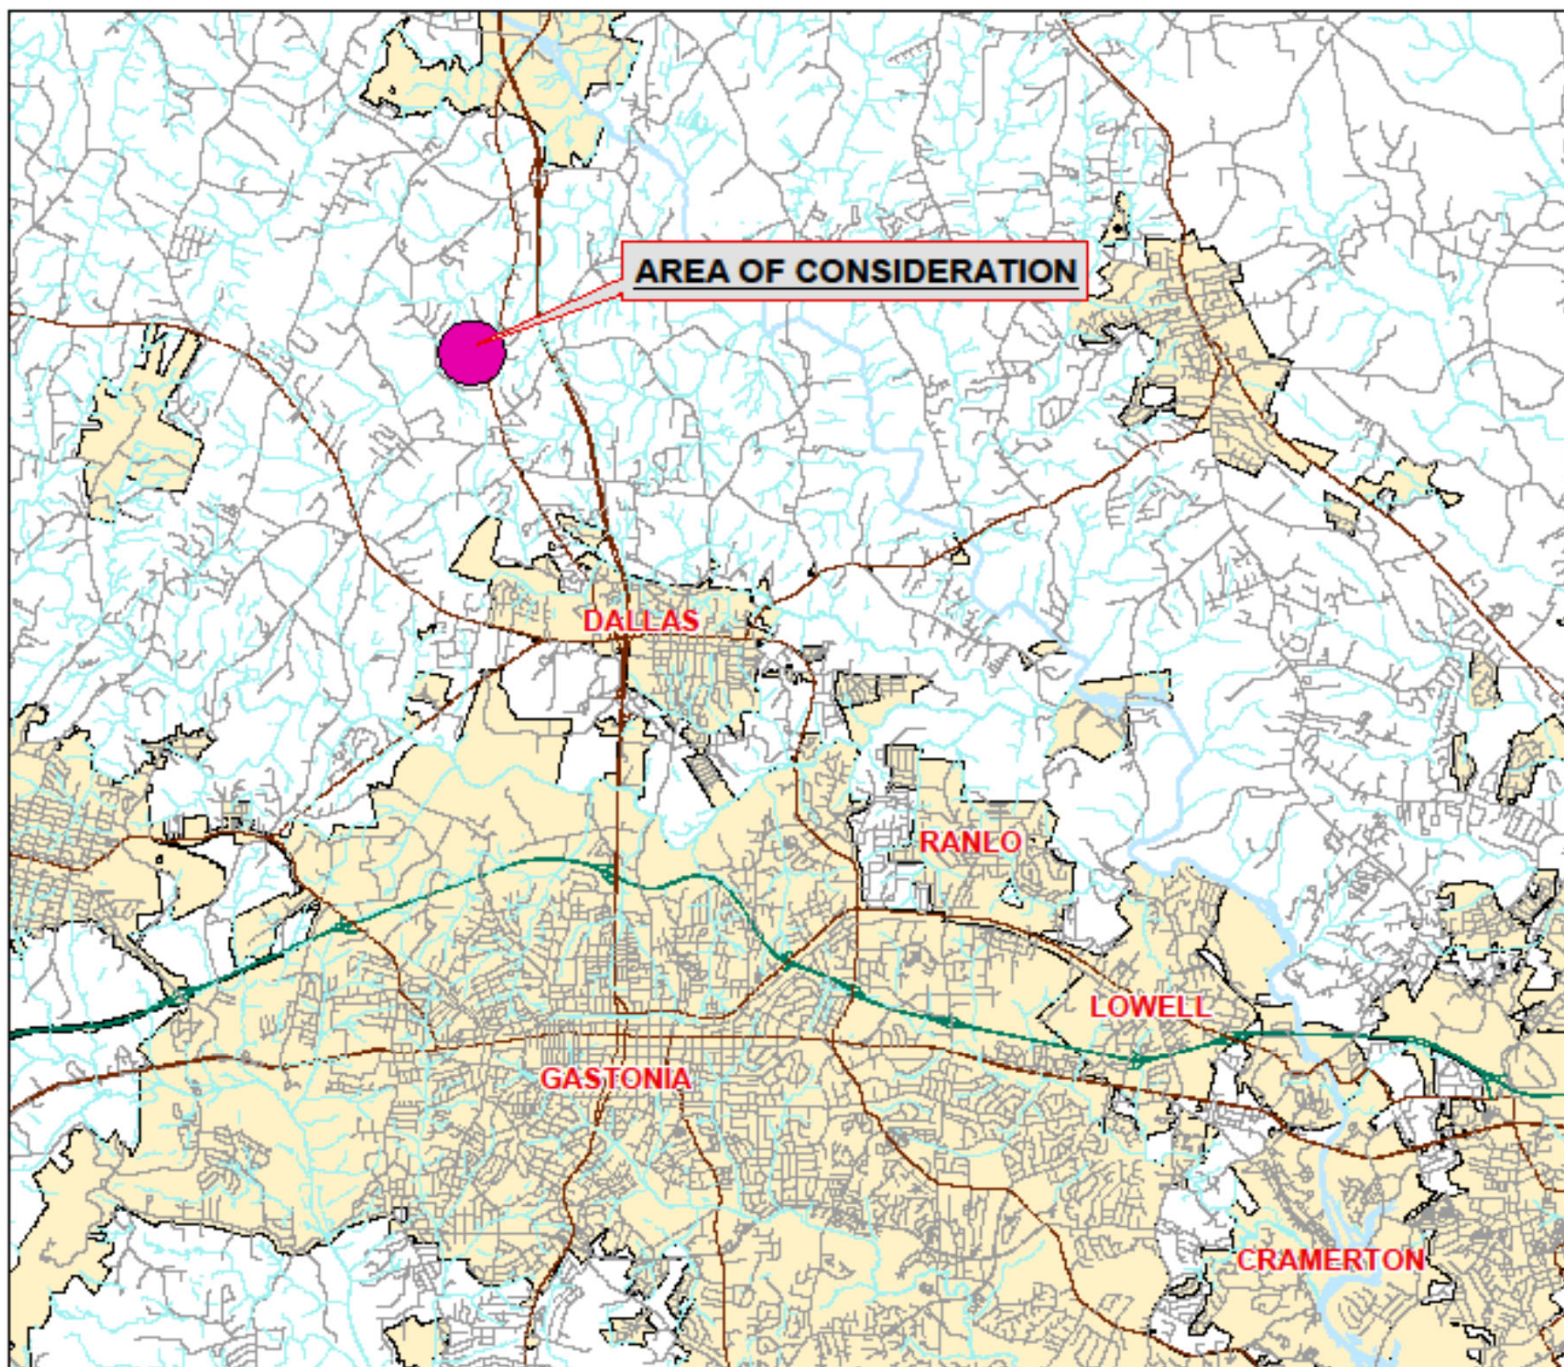 AREA OF CONSIDERATION
DALLAS
RANLO
LOWELL
GASTONIA
CRAMERTON